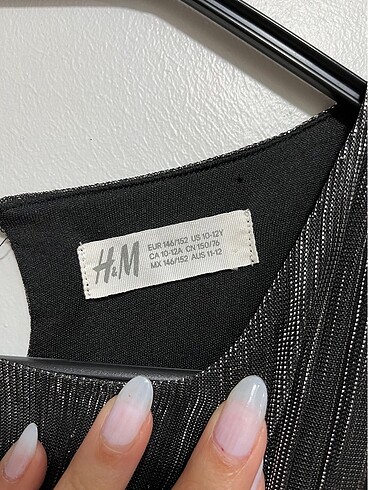 H&M
EUR 146/152 US 10-12Y
CA 10-12A CN 150/76
MX 146/152 AUS 11-12